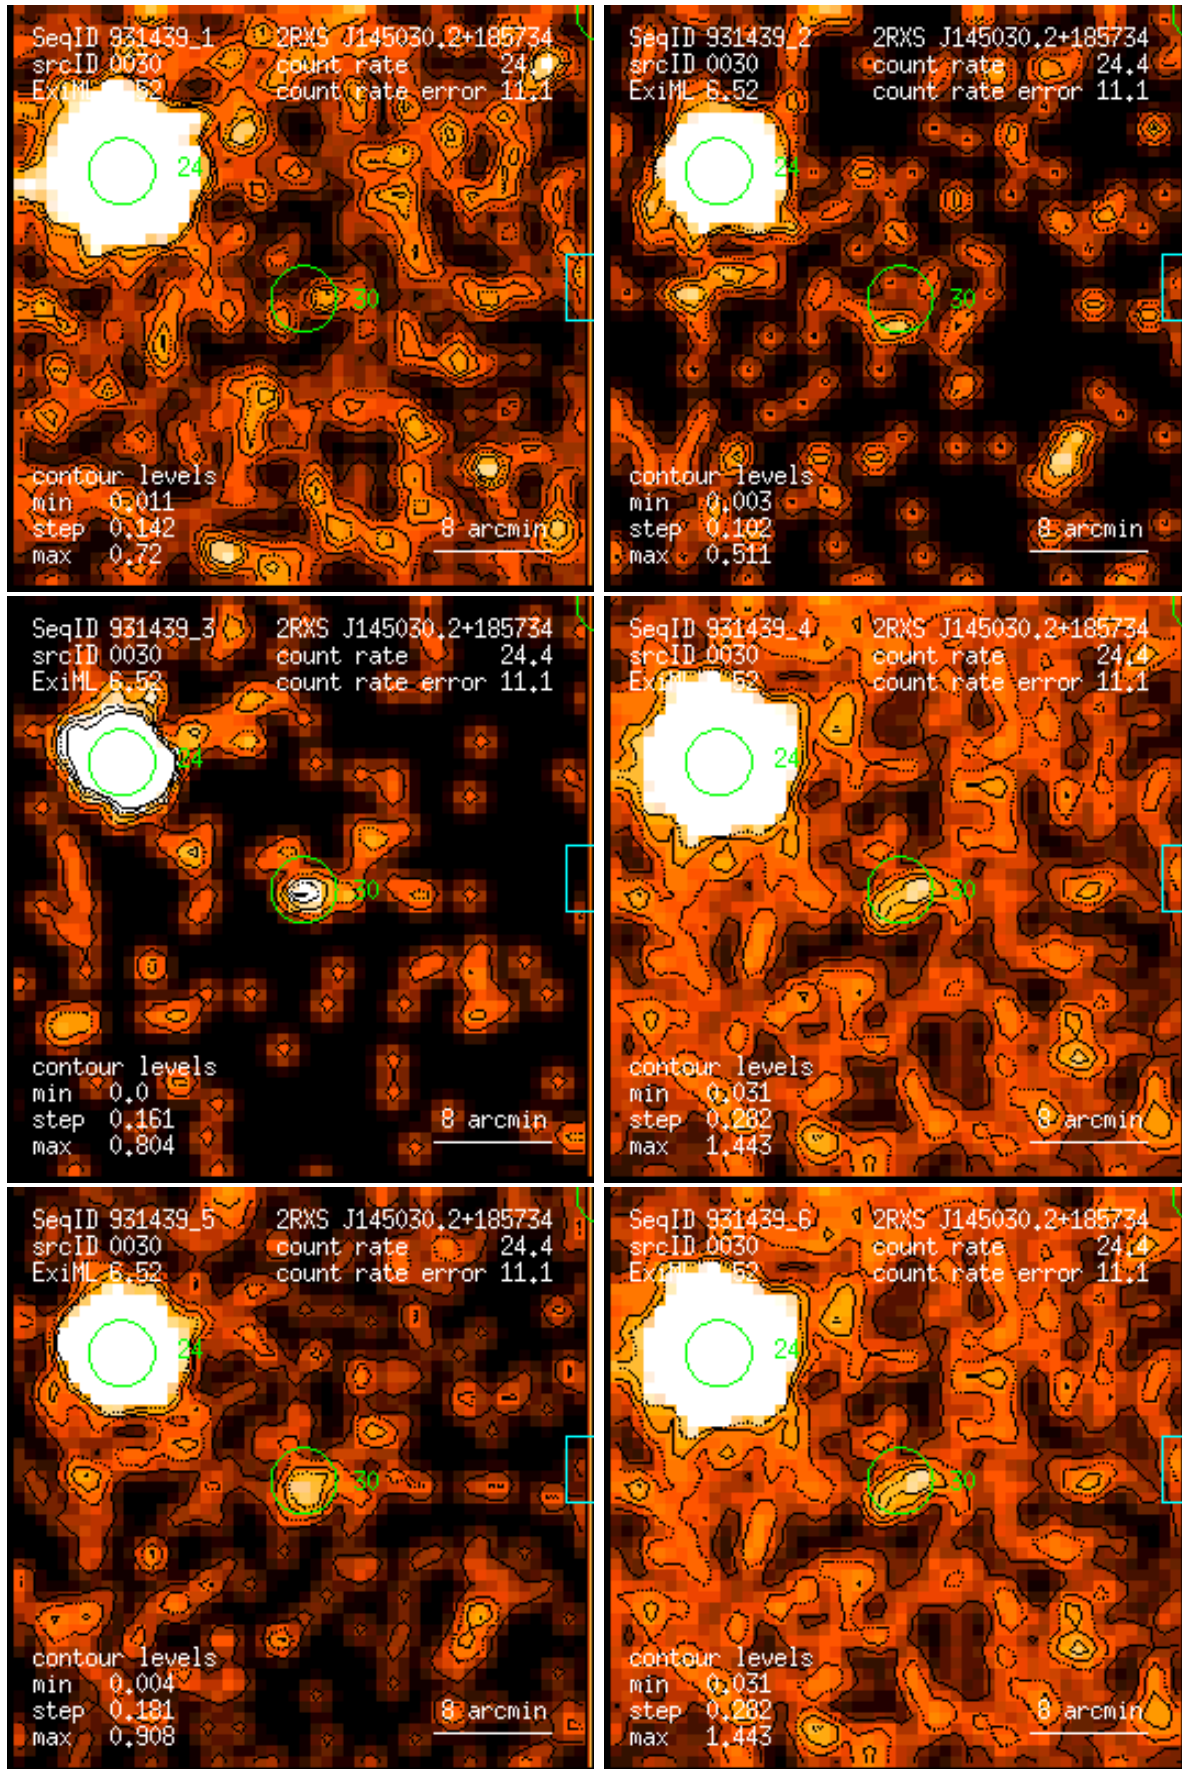 SeqID 931439_1 2RXS J145030.2+185734
srcID 0030 count rate 24.
ExiML 6.52 count rate error 11.1
24
30
contour levels
min 0.011
step 0.142
max 0.72
8 arcmin
SeqID 931439_2 2RXS J145030.2+185734
srcID 0030 count rate 24.4
ExiML 6.52 count rate error 11.1
24
30
contour levels
min 0.003
step 0.102
max 0.511
8 arcmin
SeqID 931439_3 2RXS J145030.2+185734
srcID 0030 count rate 24.4
ExiML 6.52 count rate error 11.1
24
30
contour levels
min 0.0
step 0.161
max 0.804
8 arcmin
SeqID 931439_4 2RXS J145030.2+185734
srcID 0030 count rate 24.4
ExiML 6.52 count rate error 11.1
24
30
contour levels
min 0.031
step 0.282
max 1.443
8 arcmin
SeqID 931439_5 2RXS J145030.2+185734
srcID 0030 count rate 24.4
ExiML 6.52 count rate error 11.1
24
30
contour levels
min 0.004
step 0.181
max 0.908
8 arcmin
SeqID 931439_6 2RXS J145030.2+185734
srcID 0030 count rate 24.4
ExiML 6.52 count rate error 11.1
24
30
contour levels
min 0.031
step 0.282
max 1.443
8 arcmin